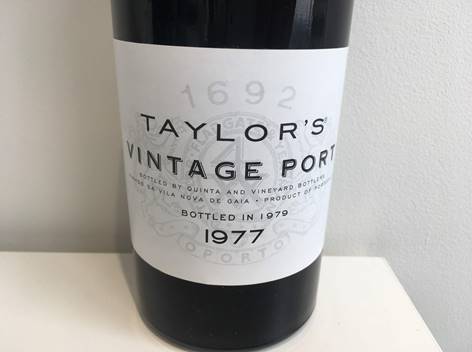 1692
TAYLOR'S®
VINTAGE PORT
BOTTLED BY QUINTA AND VINEYARD BOTTLERS
VILA NOVA DE GAIA • PRODUCT OF
BOTTLED IN 1979
1977
OPORTO